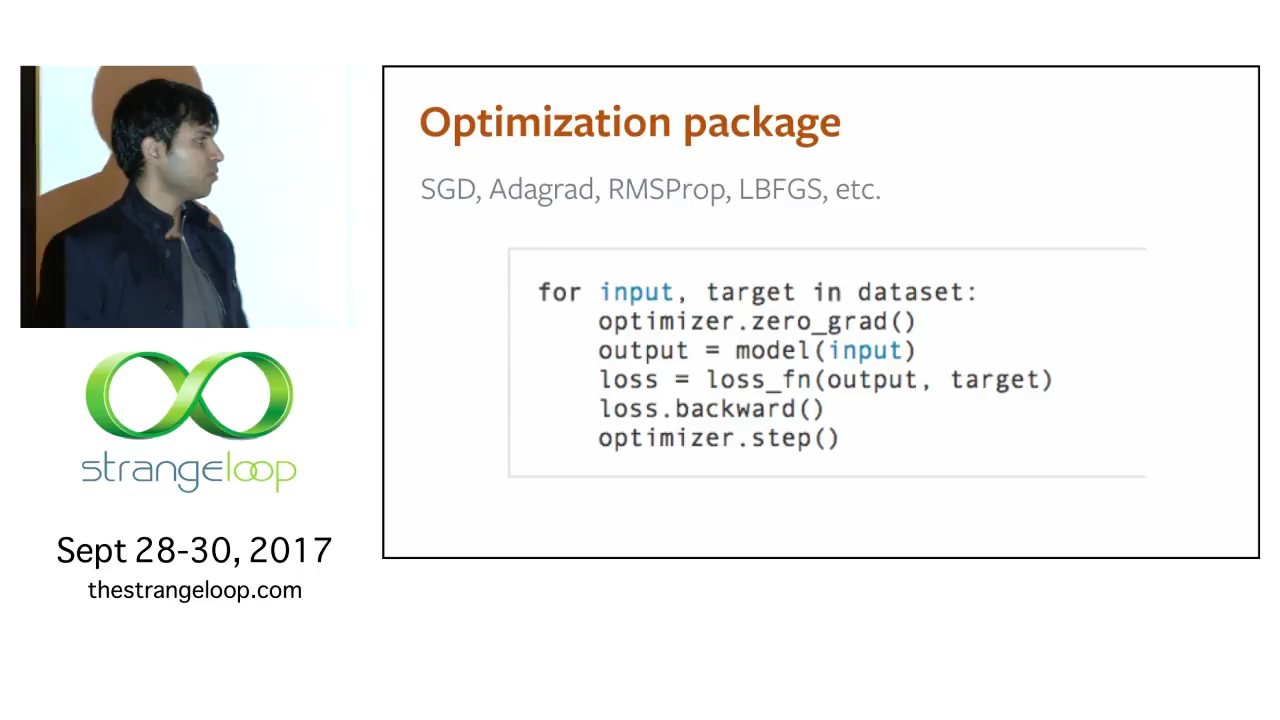 Optimization package
SGD, Adagrad, RMSProp, LBFGS, etc.
for input, target in dataset:
    optimizer.zero_grad()
    output = model(input)
    loss = loss_fn(output, target)
    loss.backward()
    optimizer.step()
strangeloop
Sept 28-30, 2017
thestrangeloop.com